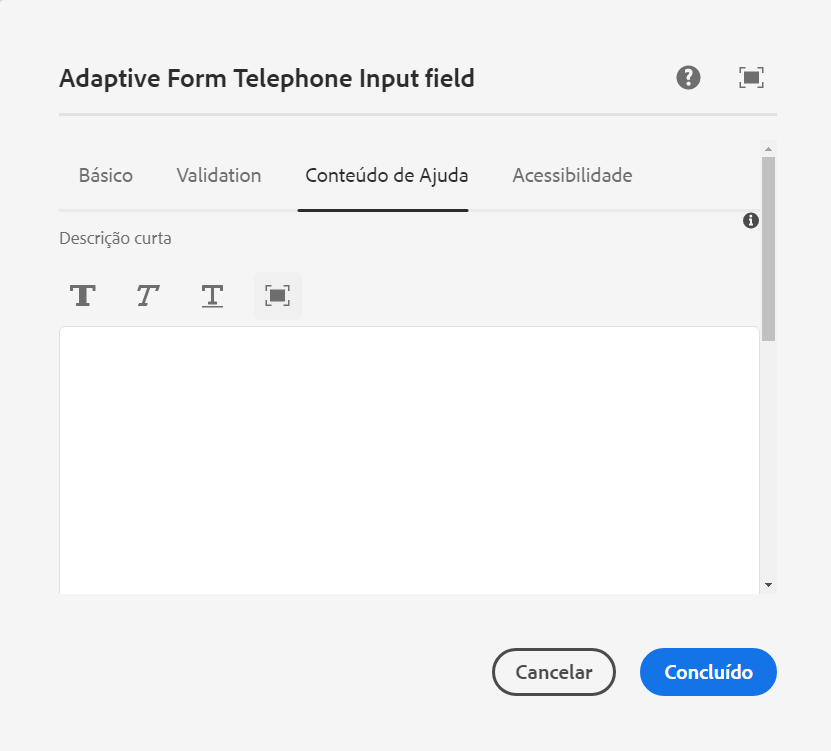 Adaptive Form Telephone Input field
Básico Validation Conteúdo de Ajuda Acessibilidade
Descrição curta
Cancelar Concluído